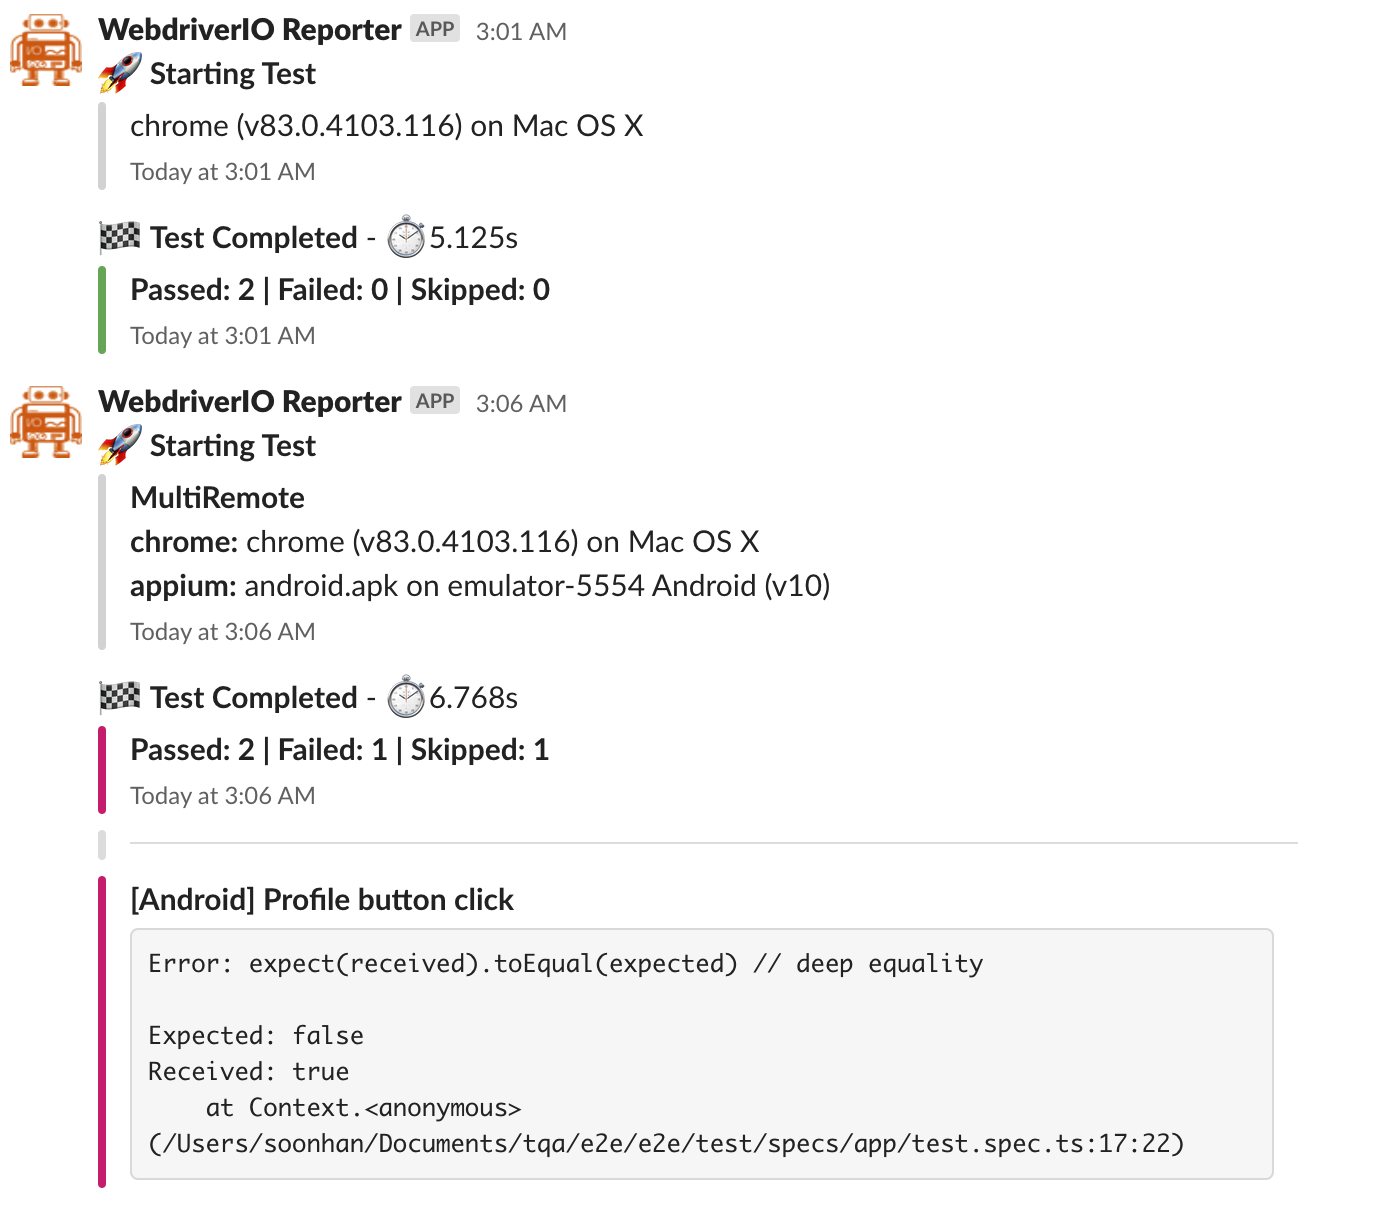 WebdriverIO Reporter APP 3:01 AM
🚀 Starting Test
chrome (v83.0.4103.116) on Mac OS X
Today at 3:01 AM
🏁 Test Completed - ⏱5.125s
Passed: 2 | Failed: 0 | Skipped: 0
Today at 3:01 AM
WebdriverIO Reporter APP 3:06 AM
🚀 Starting Test
MultiRemote
chrome: chrome (v83.0.4103.116) on Mac OS X
appium: android.apk on emulator-5554 Android (v10)
Today at 3:06 AM
🏁 Test Completed - ⏱6.768s
Passed: 2 | Failed: 1 | Skipped: 1
Today at 3:06 AM
[Android] Profile button click
Error: expect(received).toEqual(expected) // deep equality
Expected: false
Received: true
    at Context.<anonymous>
(/Users/soonhan/Documents/tqa/e2e/e2e/test/specs/app/test.spec.ts:17:22)